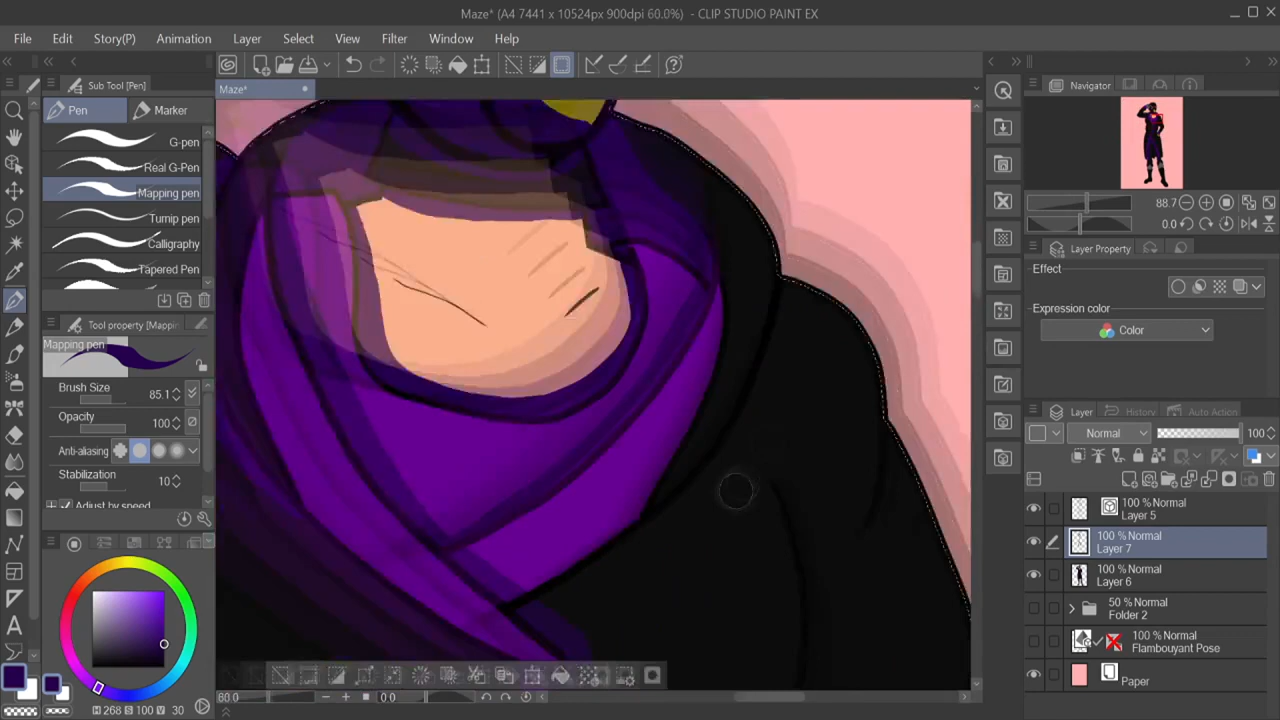 Maze* (A4 7441 x 10524px 900dpi 60.0%) - CLIP STUDIO PAINT EX
File Edit Story(P) Animation Layer Select View Filter Window Help
Sub Tool [Pen]
Maze*
Navigator
Pen Marker
G-pen
Real G-Pen
Mapping pen
Turnip pen
Calligraphy
Tapered Pen
Tool property [Mappin
Mapping pen
Brush Size 85.1
Opacity 100
Anti-aliasing
Stabilization 10
Adjust by speed
H 268 S 100 V 30
60.0 0.0
88.7
0.0
Layer Property
Effect
Expression color
Color
Layer History Auto Action
Normal 100
100 % Normal
Layer 5
100 % Normal
Layer 7
100 % Normal
Layer 6
50 % Normal
Folder 2
100 % Normal
Flambouyant Pose
Paper